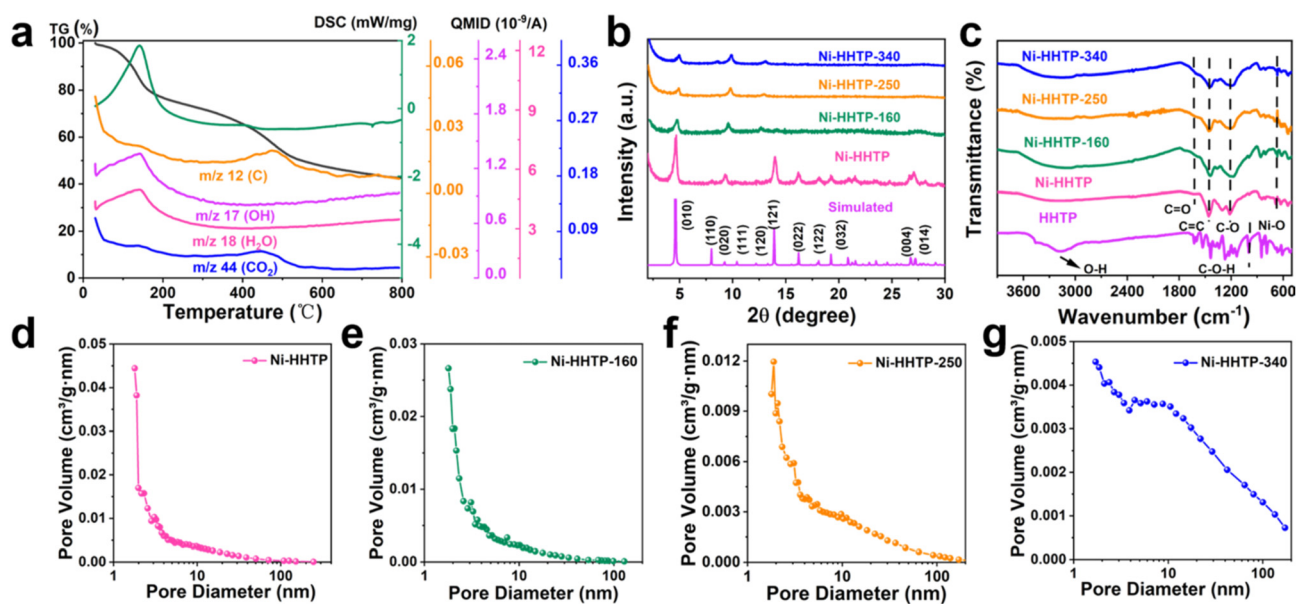 a
TG (%)
DSC (mW/mg)
QMID (10⁻⁹/A)
100
80
60
40
20
0
0
200
400
600
800
Temperature (℃)
m/z 12 (C)
m/z 17 (OH)
m/z 18 (H₂O)
m/z 44 (CO₂)
2
0
-2
-4
0.06
0.03
0.00
-0.03
2.4
1.8
1.2
0.6
0.0
12
9
6
3
0.36
0.27
0.18
0.09
b
Intensity (a.u.)
Ni-HHTP-340
Ni-HHTP-250
Ni-HHTP-160
Ni-HHTP
Simulated
(010)
(110)
(020)
(111)
(120)
(121)
(022)
(122)
(032)
(004)
(014)
5
10
15
20
25
30
2θ (degree)
c
Transmittance (%)
Ni-HHTP-340
Ni-HHTP-250
Ni-HHTP-160
Ni-HHTP
C=O
HHTP
C=C
C-O
Ni-O
O-H
C-O-H
3900
3000
2100
1800
1200
600
Wavenumber (cm⁻¹)
d
Pore Volume (cm³/g·nm)
0.05
0.04
0.03
0.02
0.01
0.00
Ni-HHTP
1
10
100
Pore Diameter (nm)
e
Pore Volume (cm³/g·nm)
0.03
0.02
0.01
0.00
Ni-HHTP-160
1
10
100
Pore Diameter (nm)
f
Pore Volume (cm³/g·nm)
0.012
0.009
0.006
0.003
0.000
Ni-HHTP-250
1
10
100
Pore Diameter (nm)
g
Pore Volume (cm³/g·nm)
0.005
0.004
0.003
0.002
0.001
0.000
Ni-HHTP-340
1
10
100
Pore Diameter (nm)